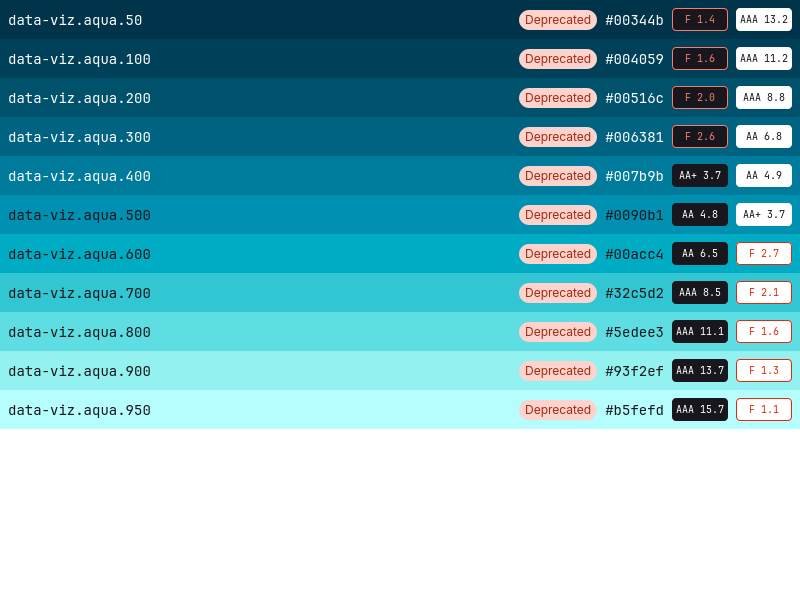 data-viz.aqua.50 Deprecated #00344b F 1.4 AAA 13.2
data-viz.aqua.100 Deprecated #004059 F 1.6 AAA 11.2
data-viz.aqua.200 Deprecated #00516c F 2.0 AAA 8.8
data-viz.aqua.300 Deprecated #006381 F 2.6 AA 6.8
data-viz.aqua.400 Deprecated #007b9b AA+ 3.7 AA 4.9
data-viz.aqua.500 Deprecated #0090b1 AA 4.8 AA+ 3.7
data-viz.aqua.600 Deprecated #00acc4 AA 6.5 F 2.7
data-viz.aqua.700 Deprecated #32c5d2 AAA 8.5 F 2.1
data-viz.aqua.800 Deprecated #5edee3 AAA 11.1 F 1.6
data-viz.aqua.900 Deprecated #93f2ef AAA 13.7 F 1.3
data-viz.aqua.950 Deprecated #b5fefd AAA 15.7 F 1.1